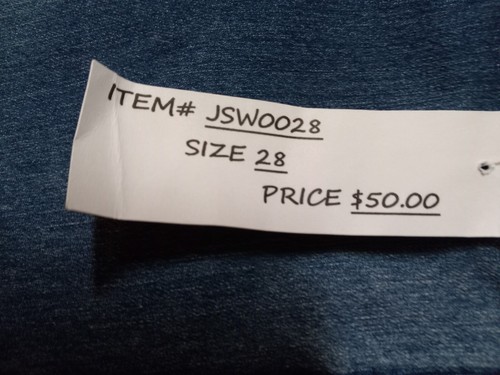 ITEM# JSW0028
SIZE 28
PRICE $50.00